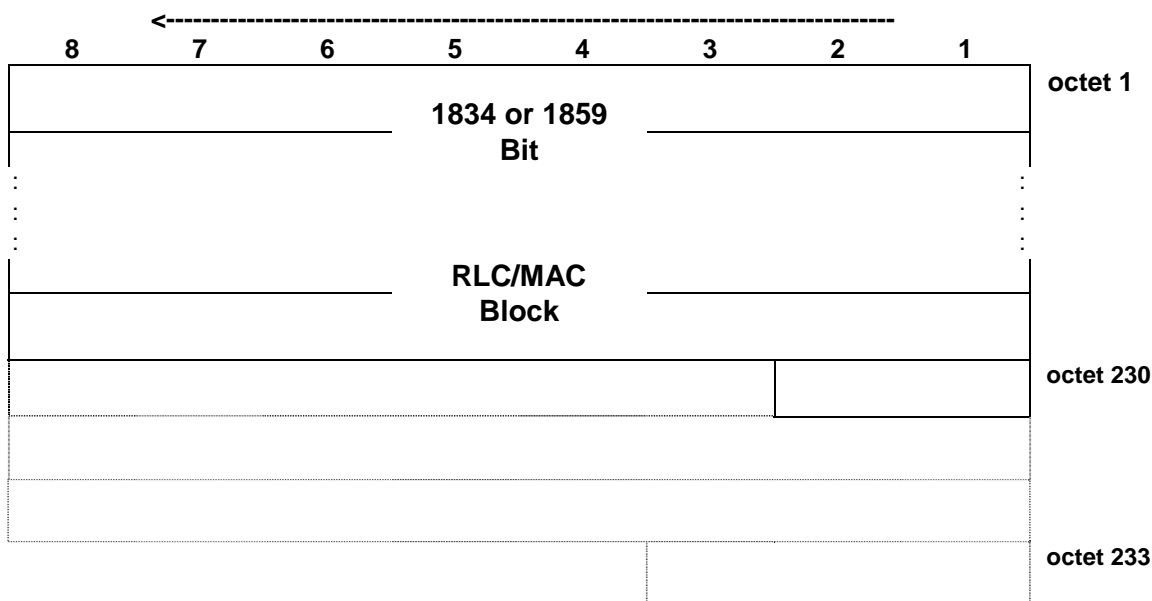 <---------------------------------------------------------------------------------
8 7 6 5 4 3 2 1
octet 1
1834 or 1859
Bit
: :
: :
: :
RLC/MAC
Block
octet 230
octet 233